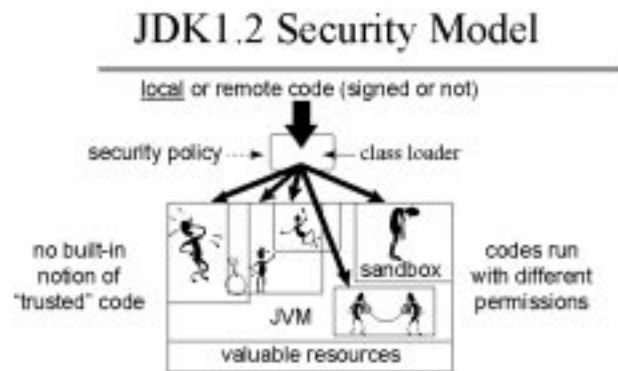 JDK1.2 Security Model
local or remote code (signed or not)
security policy
class loader
no built-in
notion of
"trusted" code
sandbox
JVM
codes run
with different
permissions
valuable resources